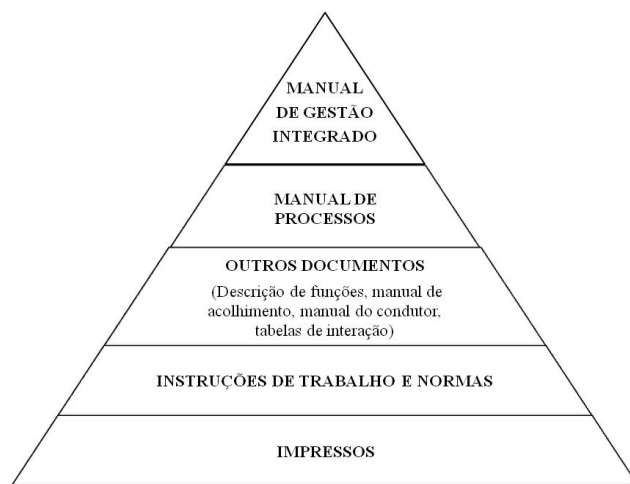 MANUAL
DE GESTÃO
INTEGRADO
MANUAL DE
PROCESSOS
OUTROS DOCUMENTOS
(Descrição de funções, manual de
acolhimento, manual do condutor,
tabelas de interação)
INSTRUÇÕES DE TRABALHO E NORMAS
IMPRESSOS